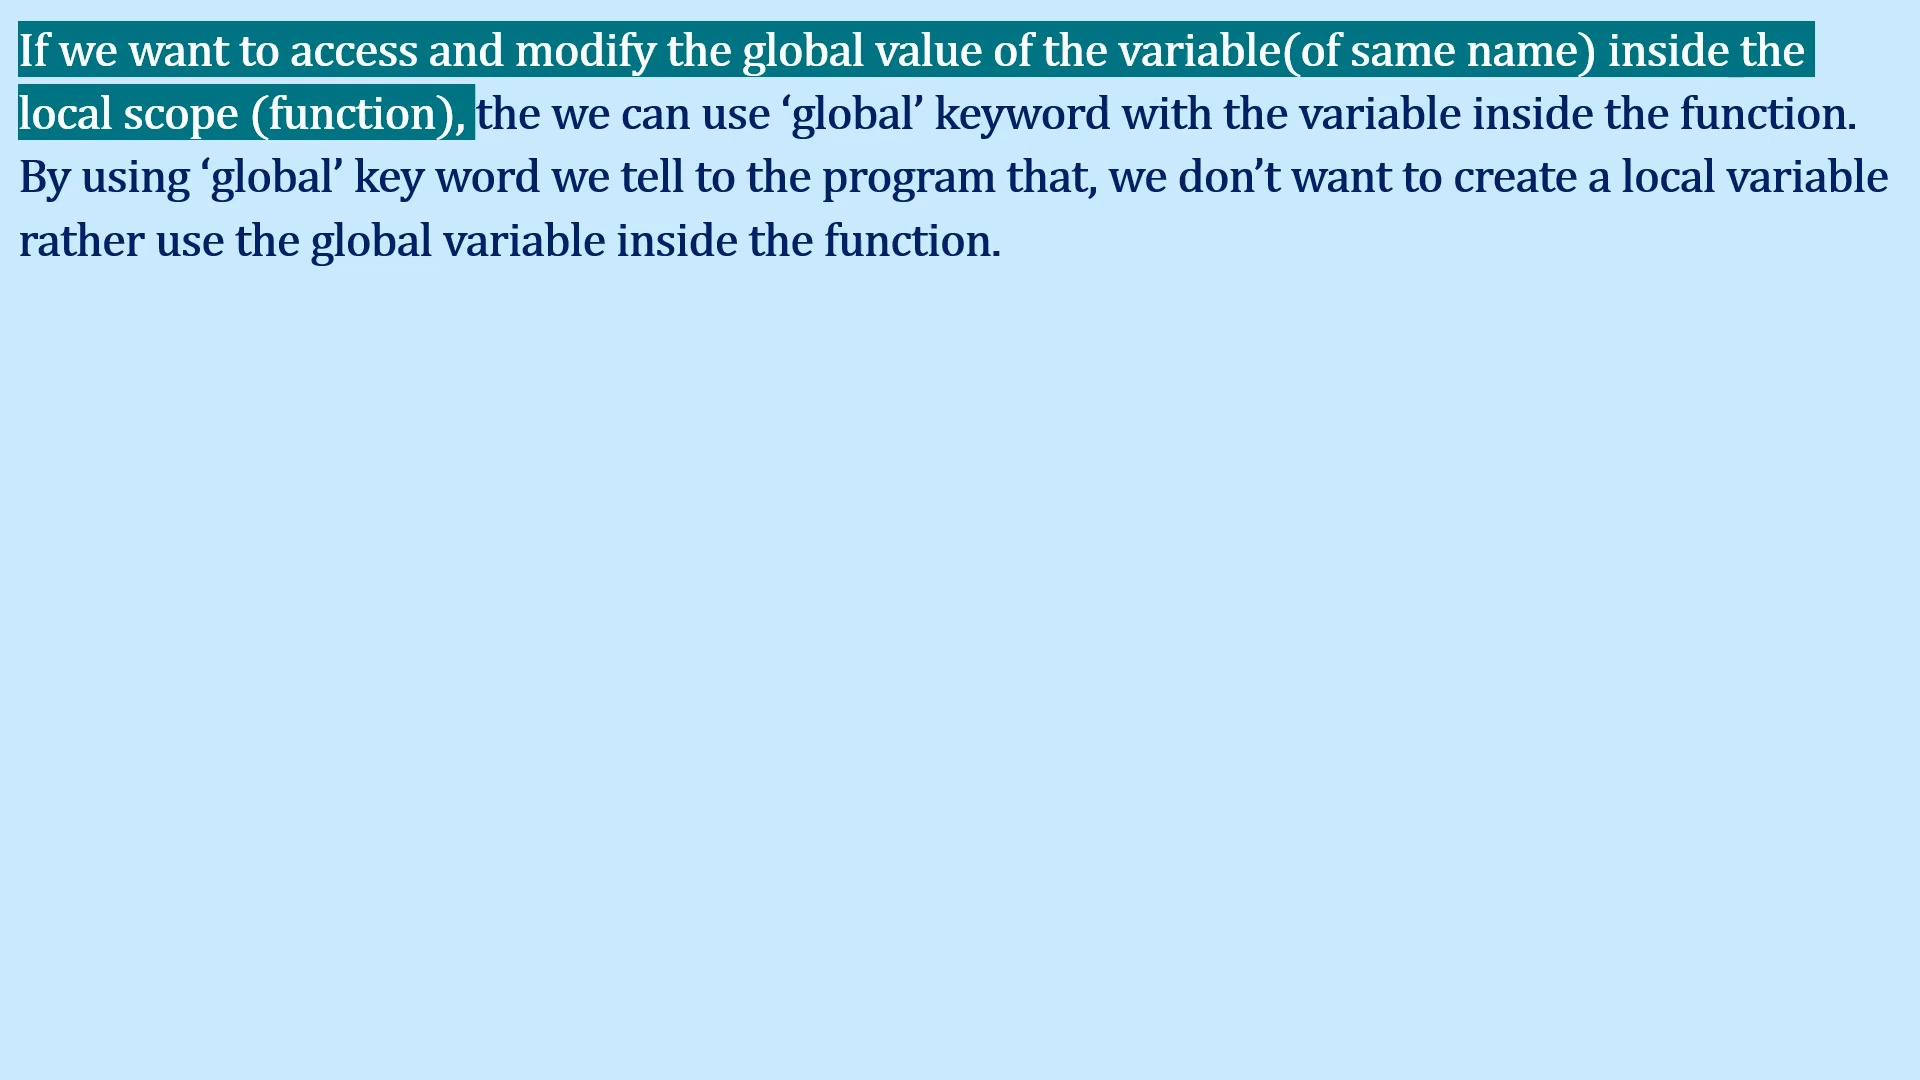 If we want to access and modify the global value of the variable(of same name) inside the
local scope (function), the we can use ‘global’ keyword with the variable inside the function.
By using ‘global’ key word we tell to the program that, we don’t want to create a local variable
rather use the global variable inside the function.